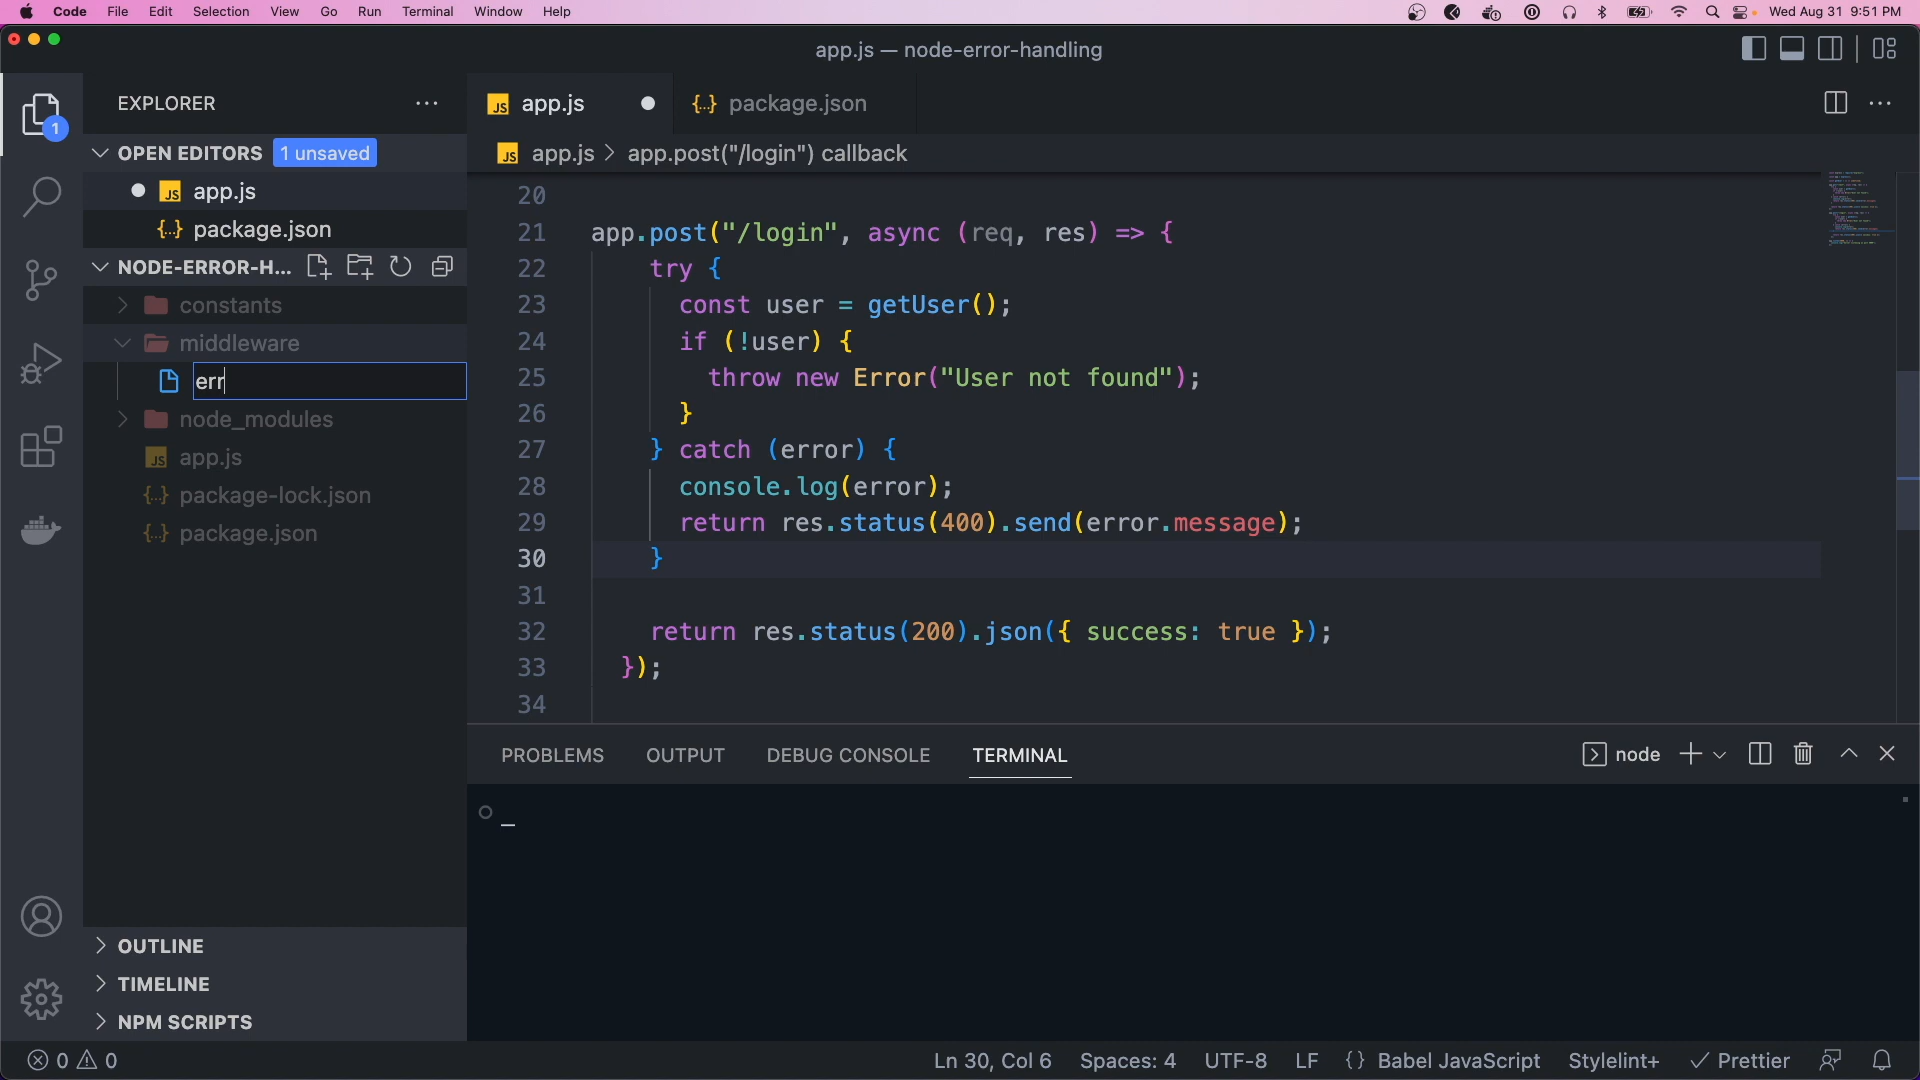 Code File Edit Selection View Go Run Terminal Window Help Wed Aug 31 9:51 PM
app.js — node-error-handling
EXPLORER
1
OPEN EDITORS 1 unsaved
JS app.js
{..} package.json
NODE-ERROR-H...
constants
middleware
err
node_modules
JS app.js
{..} package-lock.json
{..} package.json
OUTLINE
TIMELINE
NPM SCRIPTS
JS app.js
{..} package.json
JS app.js > app.post("/login") callback
20
21 app.post("/login", async (req, res) => {
22 try {
23 const user = getUser();
24 if (!user) {
25 throw new Error("User not found");
26 }
27 } catch (error) {
28 console.log(error);
29 return res.status(400).send(error.message);
30 }
31
32 return res.status(200).json({ success: true });
33 });
34
PROBLEMS OUTPUT DEBUG CONSOLE TERMINAL node
0 0 Ln 30, Col 6 Spaces: 4 UTF-8 LF {} Babel JavaScript Stylelint+ Prettier